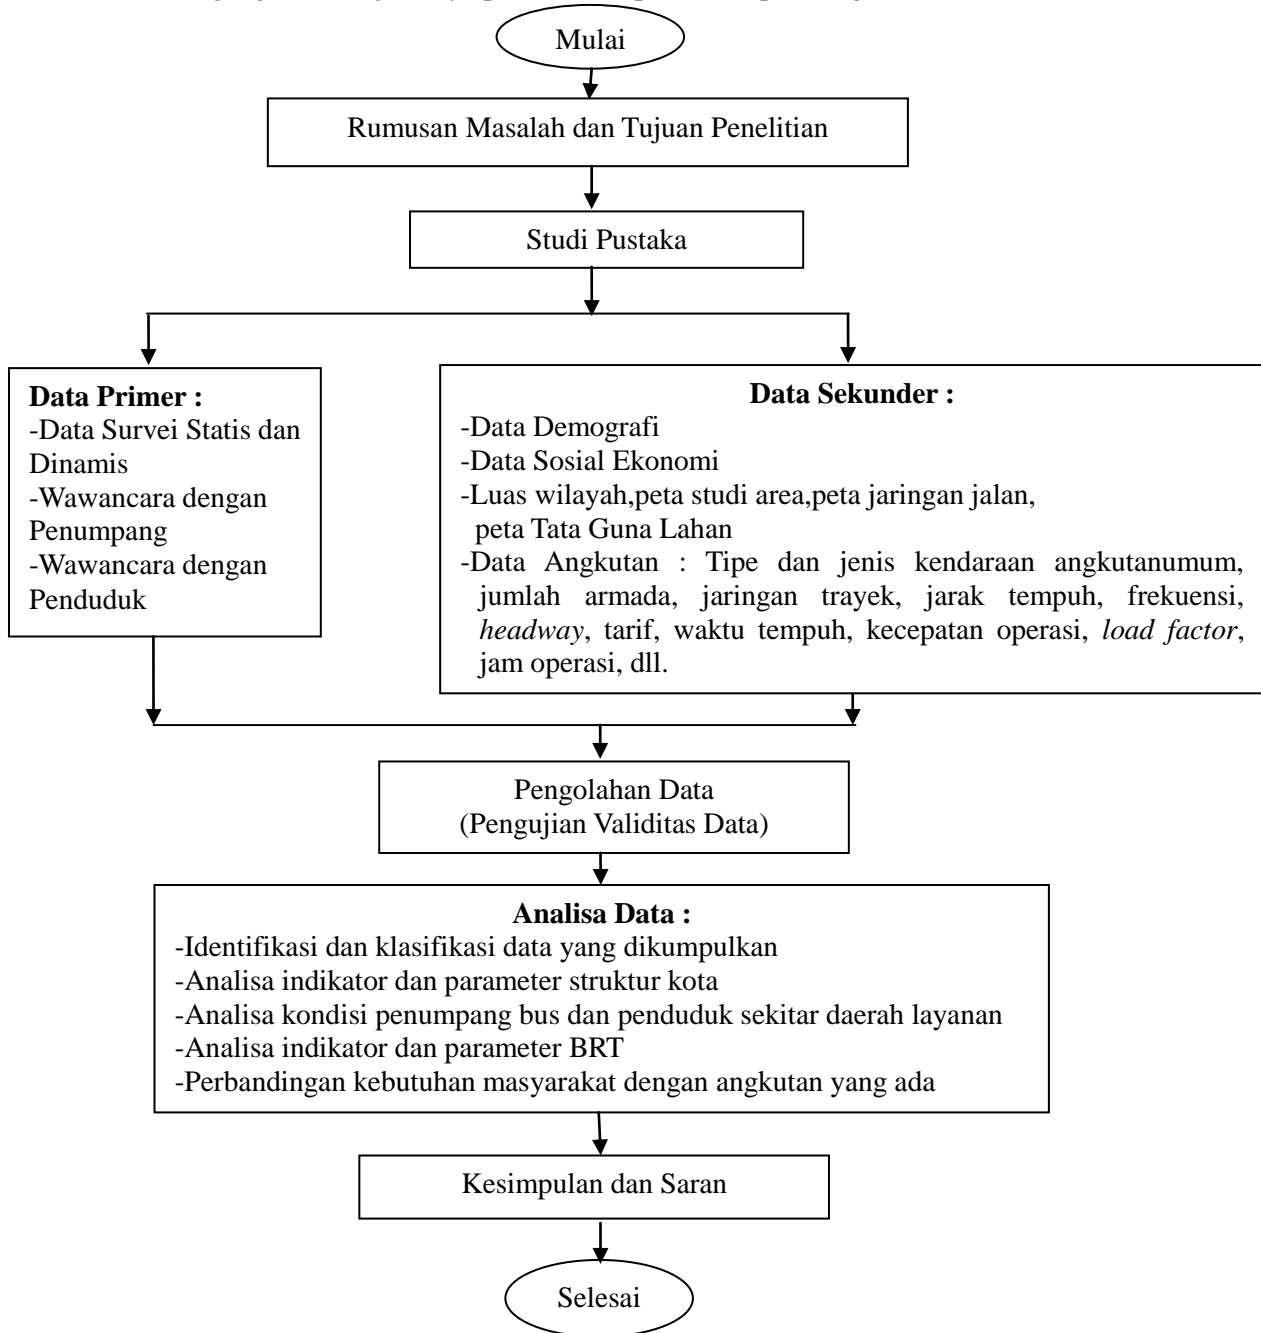 Mulai
Rumusan Masalah dan Tujuan Penelitian
Studi Pustaka
Data Primer :
-Data Survei Statis dan
Dinamis
-Wawancara dengan
Penumpang
-Wawancara dengan
Penduduk
Data Sekunder :
-Data Demografi
-Data Sosial Ekonomi
-Luas wilayah,peta studi area,peta jaringan jalan,
peta Tata Guna Lahan
-Data Angkutan : Tipe dan jenis kendaraan angkutanumum,
jumlah armada, jaringan trayek, jarak tempuh, frekuensi,
headway, tarif, waktu tempuh, kecepatan operasi, load factor,
jam operasi, dll.
Pengolahan Data
(Pengujian Validitas Data)
Analisa Data :
-Identifikasi dan klasifikasi data yang dikumpulkan
-Analisa indikator dan parameter struktur kota
-Analisa kondisi penumpang bus dan penduduk sekitar daerah layanan
-Analisa indikator dan parameter BRT
-Perbandingan kebutuhan masyarakat dengan angkutan yang ada
Kesimpulan dan Saran
Selesai